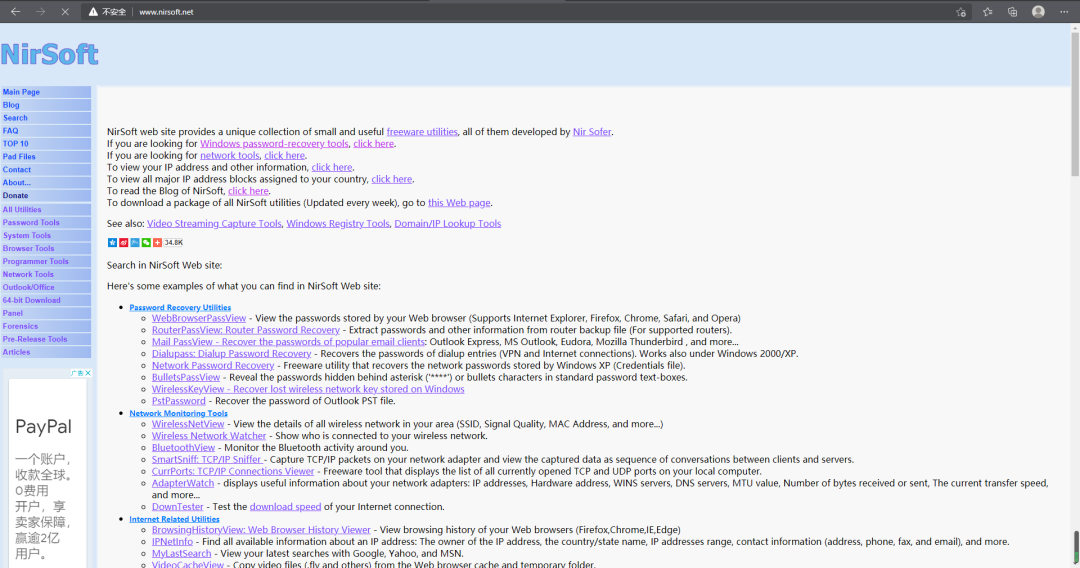 不安全 www.nirsoft.net
NirSoft
Main Page
Blog
Search
FAQ
TOP 10
Pad Files
Contact
About...
Donate
All Utilities
Password Tools
System Tools
Browser Tools
Programmer Tools
Network Tools
Outlook/Office
64-bit Download
Panel
Forensics
Pre-Release Tools
Articles
广告
PayPal
一个账户，
收款全球。
0费用
开户，享
卖家保障，
赢逾2亿
用户。
NirSoft web site provides a unique collection of small and useful freeware utilities, all of them developed by Nir Sofer.
If you are looking for Windows password-recovery tools, click here.
If you are looking for network tools, click here.
To view your IP address and other information, click here.
To view all major IP address blocks assigned to your country, click here.
To read the Blog of NirSoft, click here.
To download a package of all NirSoft utilities (Updated every week), go to this Web page.
See also: Video Streaming Capture Tools, Windows Registry Tools, Domain/IP Lookup Tools
34.8K
Search in NirSoft Web site:
Here's some examples of what you can find in NirSoft Web site:
Password Recovery Utilities
WebBrowserPassView - View the passwords stored by your Web browser (Supports Internet Explorer, Firefox, Chrome, Safari, and Opera)
RouterPassView: Router Password Recovery - Extract passwords and other information from router backup file (For supported routers).
Mail PassView - Recover the passwords of popular email clients: Outlook Express, MS Outlook, Eudora, Mozilla Thunderbird , and more...
Dialupass: Dialup Password Recovery - Recovers the passwords of dialup entries (VPN and Internet connections). Works also under Windows 2000/XP.
Network Password Recovery - Freeware utility that recovers the network passwords stored by Windows XP (Credentials file).
BulletsPassView - Reveal the passwords hidden behind asterisk ('****') or bullets characters in standard password text-boxes.
WirelessKeyView - Recover lost wireless network key stored on Windows
PstPassword - Recover the password of Outlook PST file.
Network Monitoring Tools
WirelessNetView - View the details of all wireless network in your area (SSID, Signal Quality, MAC Address, and more...)
Wireless Network Watcher - Show who is connected to your wireless network.
BluetoothView - Monitor the Bluetooth activity around you.
SmartSniff: TCP/IP Sniffer - Capture TCP/IP packets on your network adapter and view the captured data as sequence of conversations between clients and servers.
CurrPorts: TCP/IP Connections Viewer - Freeware tool that displays the list of all currently opened TCP and UDP ports on your local computer.
AdapterWatch - displays useful information about your network adapters: IP addresses, Hardware address, WINS servers, DNS servers, MTU value, Number of bytes received or sent, The current transfer speed,
and more...
DownTester - Test the download speed of your Internet connection.
Internet Related Utilities
BrowsingHistoryView: Web Browser History Viewer - View browsing history of your Web browsers (Firefox,Chrome,IE,Edge)
IPNetInfo - Find all available information about an IP address: The owner of the IP address, the country/state name, IP addresses range, contact information (address, phone, fax, and email), and more.
MyLastSearch - View your latest searches with Google, Yahoo, and MSN.
VideoCacheView - Copy video files (.flv and others) from the Web browser cache and temporary folder.